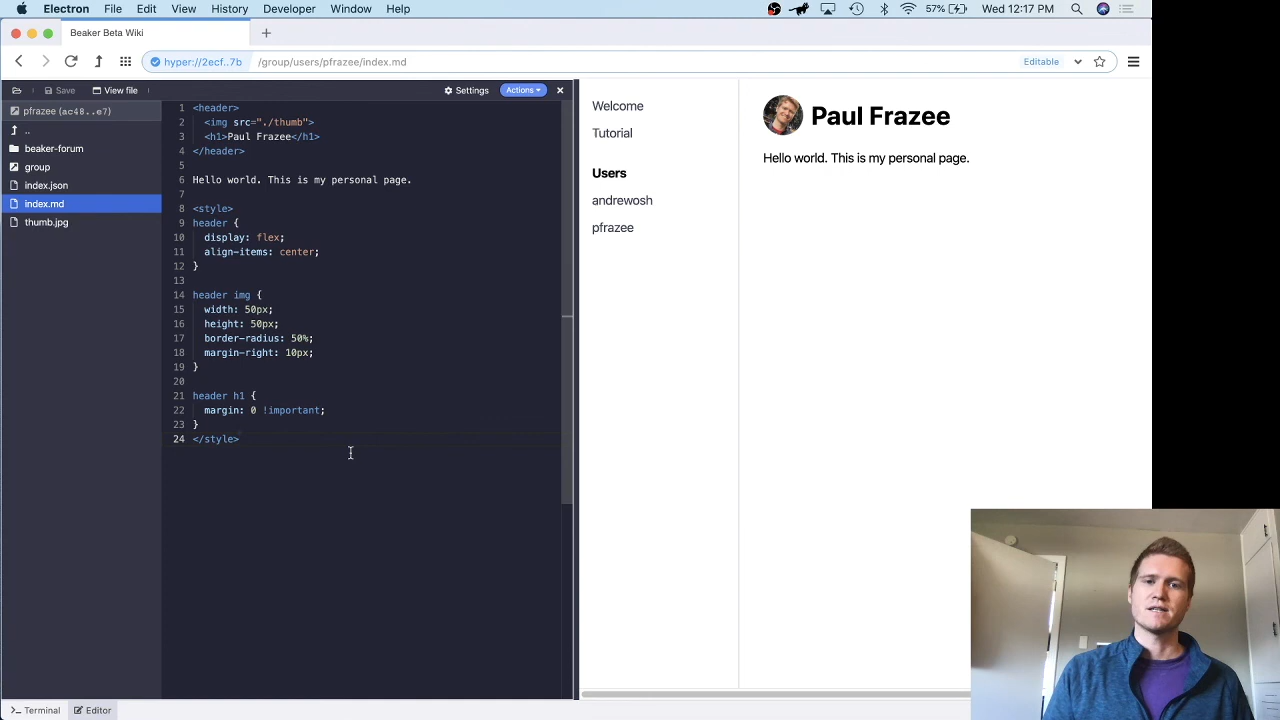 Electron File Edit View History Developer Window Help 57% Wed 12:17 PM
Beaker Beta Wiki
hyper://2ecf..7b /group/users/pfrazee/index.md Editable
Save View file Settings Actions
pfrazee (ac48..e7)
..
beaker-forum
group
index.json
index.md
thumb.jpg
1 <header>
2 <img src="./thumb">
3 <h1>Paul Frazee</h1>
4 </header>
5
6 Hello world. This is my personal page.
7
8 <style>
9 header {
10 display: flex;
11 align-items: center;
12 }
13
14 header img {
15 width: 50px;
16 height: 50px;
17 border-radius: 50%;
18 margin-right: 10px;
19 }
20
21 header h1 {
22 margin: 0 !important;
23 }
24 </style>
Welcome
Tutorial
Users
andrewosh
pfrazee
Paul Frazee
Hello world. This is my personal page.
Terminal Editor